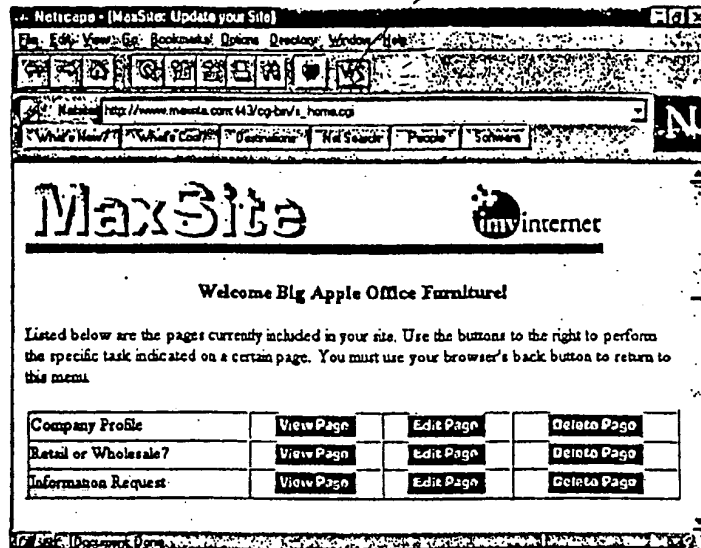 Netscape - [MaxSite: Update your Site]
File Edit View Go Bookmarks Options Directory Window Help
http://www.maxsite.com:443/cg-bin/s_home.cgi
What's New? What's Cool? Destinations Net Search People Software
N
MaxSite
imy internet
Welcome Big Apple Office Furniture!
Listed below are the pages currently included in your site. Use the buttons to the right to perform
the specific task indicated on a certain page. You must use your browser's back button to return to
this menu
Company Profile View Page Edit Page Delete Page
Retail or Wholesale? View Page Edit Page Delete Page
Information Request View Page Edit Page Delete Page
Document Done